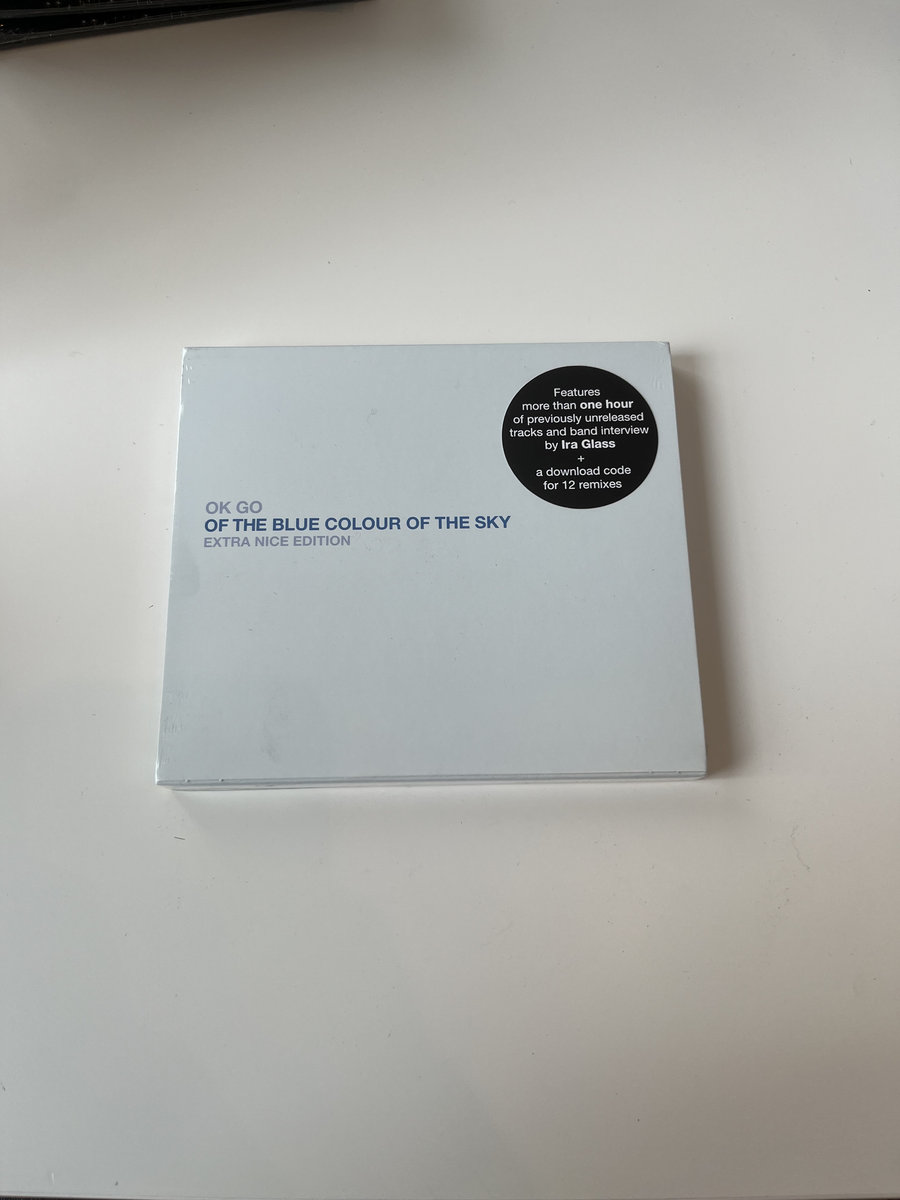 Features
more than one hour
of previously unreleased
tracks and band interview
by Ira Glass
+
a download code
for 12 remixes
OK GO
OF THE BLUE COLOUR OF THE SKY
EXTRA NICE EDITION